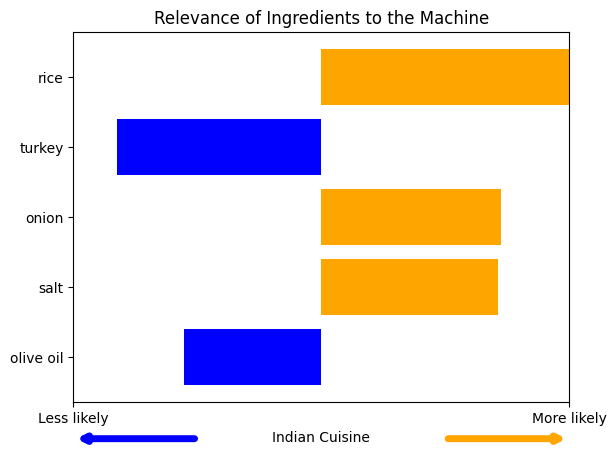 Relevance of Ingredients to the Machine
rice
turkey
onion
salt
olive oil
Less likely
More likely
Indian Cuisine